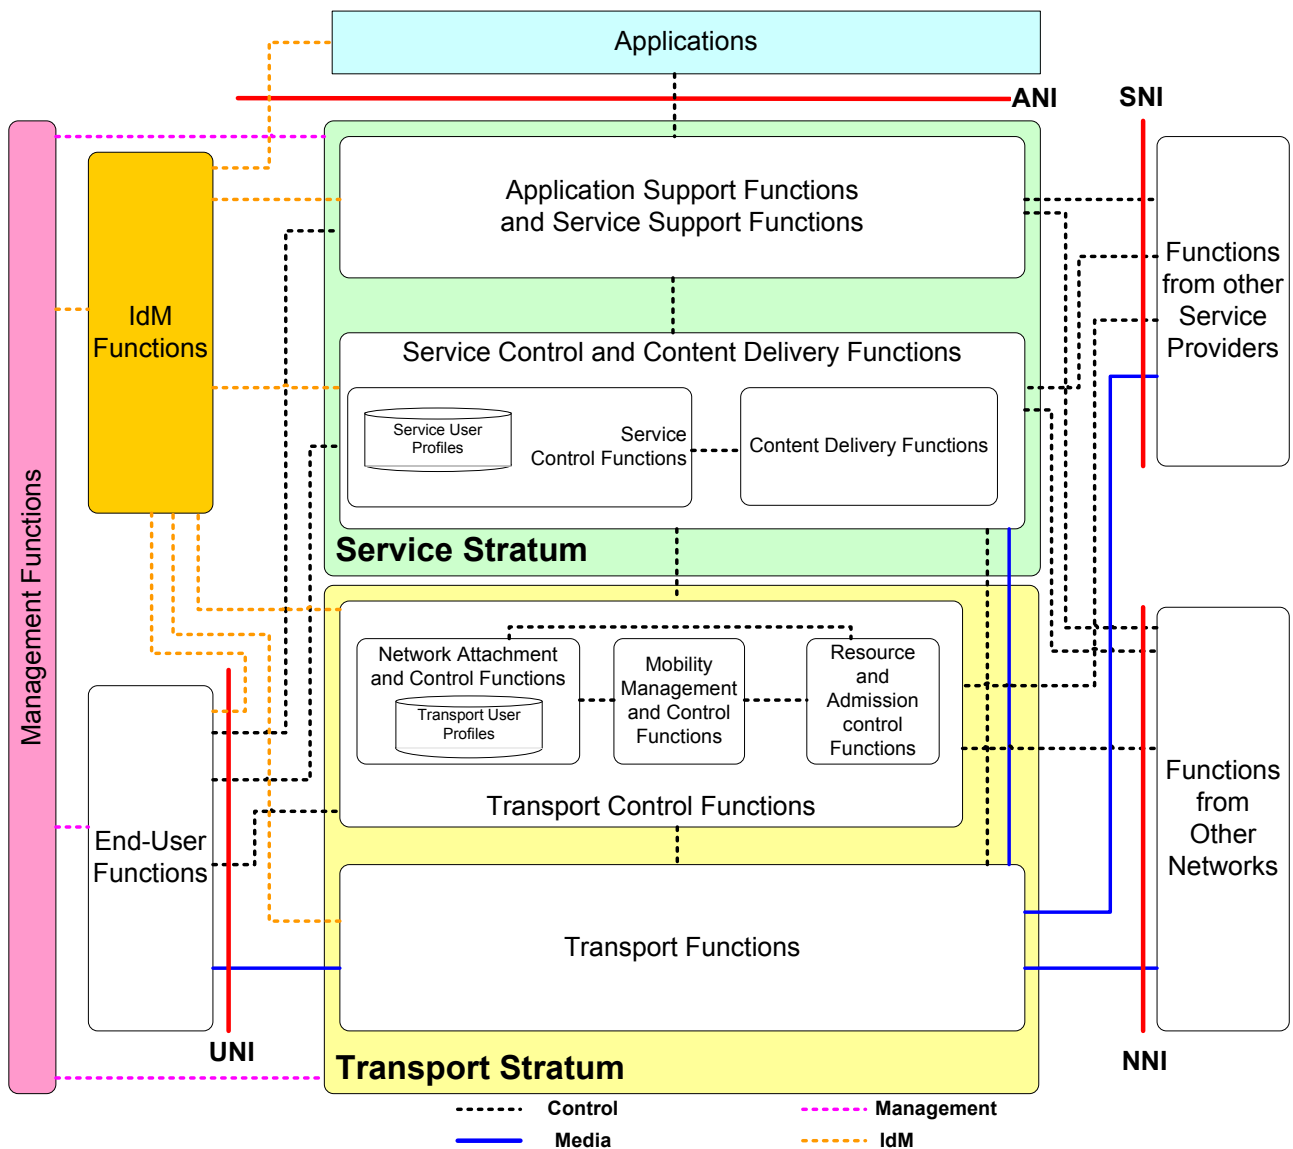 Applications
ANI
SNI
Application Support Functions
and Service Support Functions
Functions
from other
Service
Providers
IdM
Functions
Service Control and Content Delivery Functions
Service User
Profiles
Service
Control Functions
Content Delivery Functions
Service Stratum
Management Functions
NNI
Network Attachment
and Control Functions
Transport User
Profiles
Mobility
Management
and Control
Functions
Resource
and
Admission
control
Functions
Transport Control Functions
End-User
Functions
Functions
from
Other
Networks
Transport Functions
UNI
Transport Stratum
NNI
Control
Management
Media
IdM